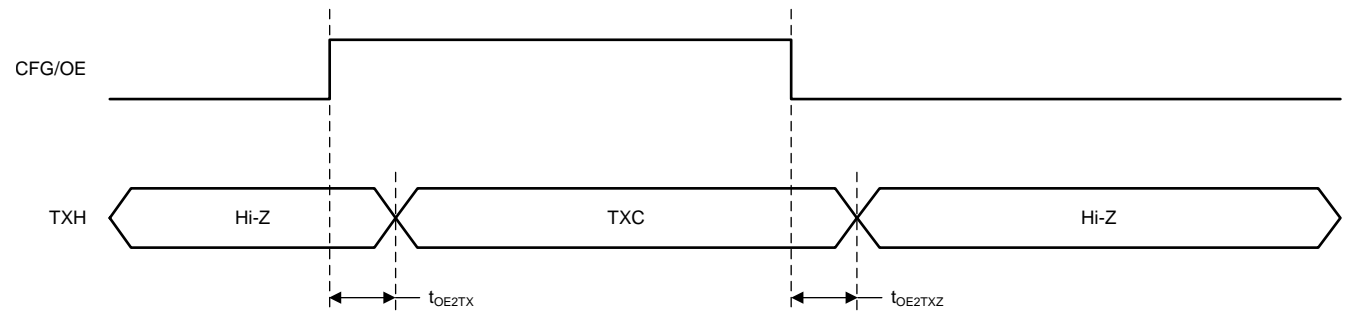 CFG/OE
TXH
Hi-Z
TXC
Hi-Z
tOE2TX
tOE2TXZ